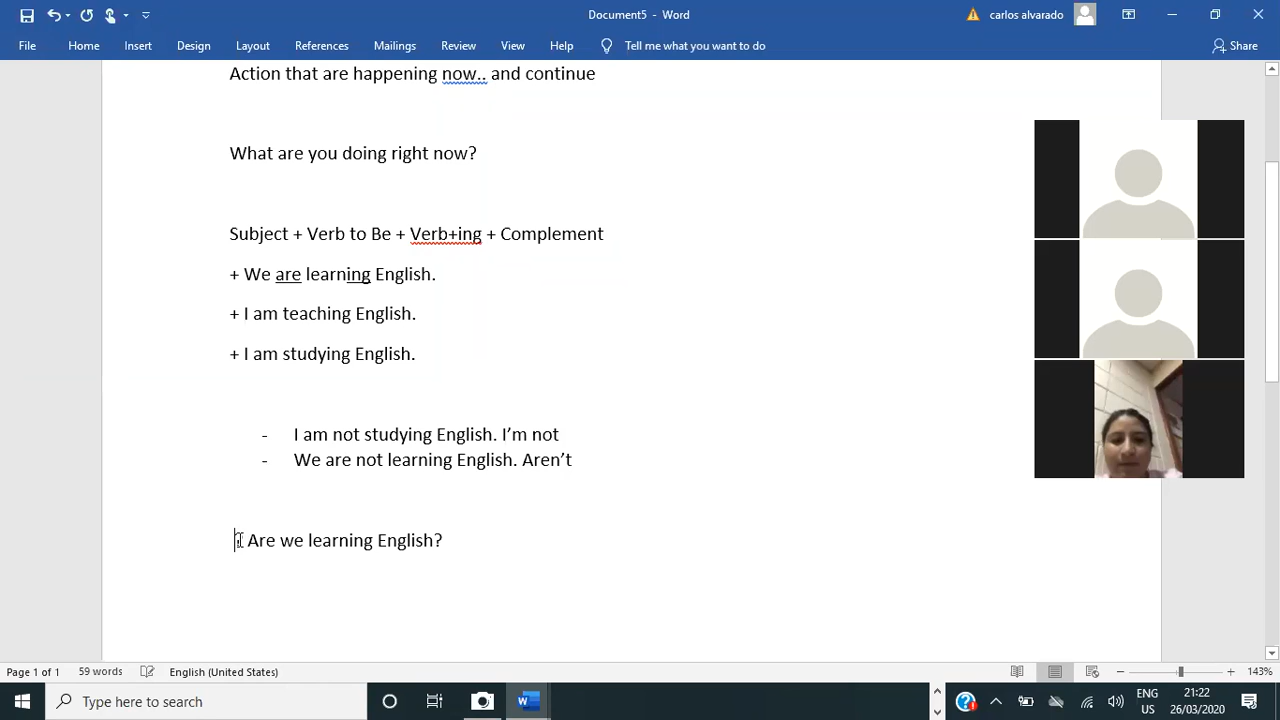 Document5 - Word
carlos alvarado
File Home Insert Design Layout References Mailings Review View Help Tell me what you want to do Share
Action that are happening now.. and continue
What are you doing right now?
Subject + Verb to Be + Verb+ing + Complement
+ We are learning English.
+ I am teaching English.
+ I am studying English.
- I am not studying English. I’m not
- We are not learning English. Aren’t
Are we learning English?
Page 1 of 1 59 words English (United States) 143%
Type here to search
ENG
US
21:22
26/03/2020